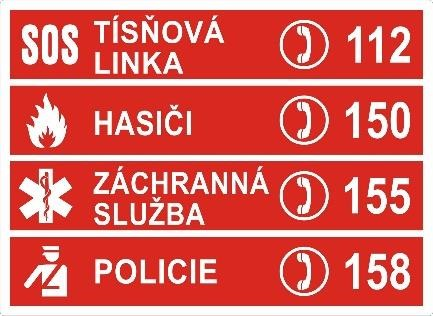 SOS TÍSŇOVÁ
LINKA 112
HASIČI 150
ZÁCHRANNÁ
SLUŽBA 155
POLICIE 158